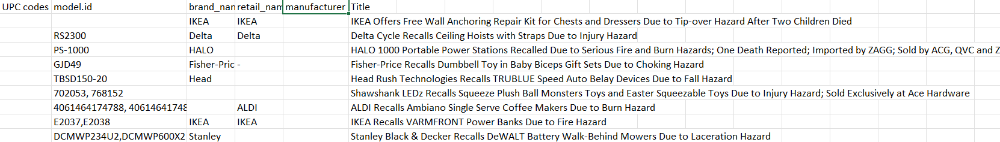 UPC codes model.id brand_nam retail_nam manufacturer Title
IKEA IKEA IKEA Offers Free Wall Anchoring Repair Kit for Chests and Dressers Due to Tip-over Hazard After Two Children Died
RS2300 Delta Delta Delta Cycle Recalls Ceiling Hoists with Straps Due to Injury Hazard
PS-1000 HALO HALO 1000 Portable Power Stations Recalled Due to Serious Fire and Burn Hazards; One Death Reported; Imported by ZAGG; Sold by ACG, QVC and Z
GJD49 Fisher-Pric - Fisher-Price Recalls Dumbbell Toy in Baby Biceps Gift Sets Due to Choking Hazard
TBSD150-20 Head Head Rush Technologies Recalls TRUBLUE Speed Auto Belay Devices Due to Fall Hazard
702053, 768152 Shawshank LEDz Recalls Squeeze Plush Ball Monsters Toys and Easter Squeezable Toys Due to Injury Hazard; Sold Exclusively at Ace Hardware
4061464174788, 40614641748 ALDI ALDI Recalls Ambiano Single Serve Coffee Makers Due to Burn Hazard
E2037,E2038 IKEA IKEA IKEA Recalls VARMFRONT Power Banks Due to Fire Hazard
DCMWP234U2,DCMWP600X2 Stanley Stanley Black & Decker Recalls DeWALT Battery Walk-Behind Mowers Due to Laceration Hazard